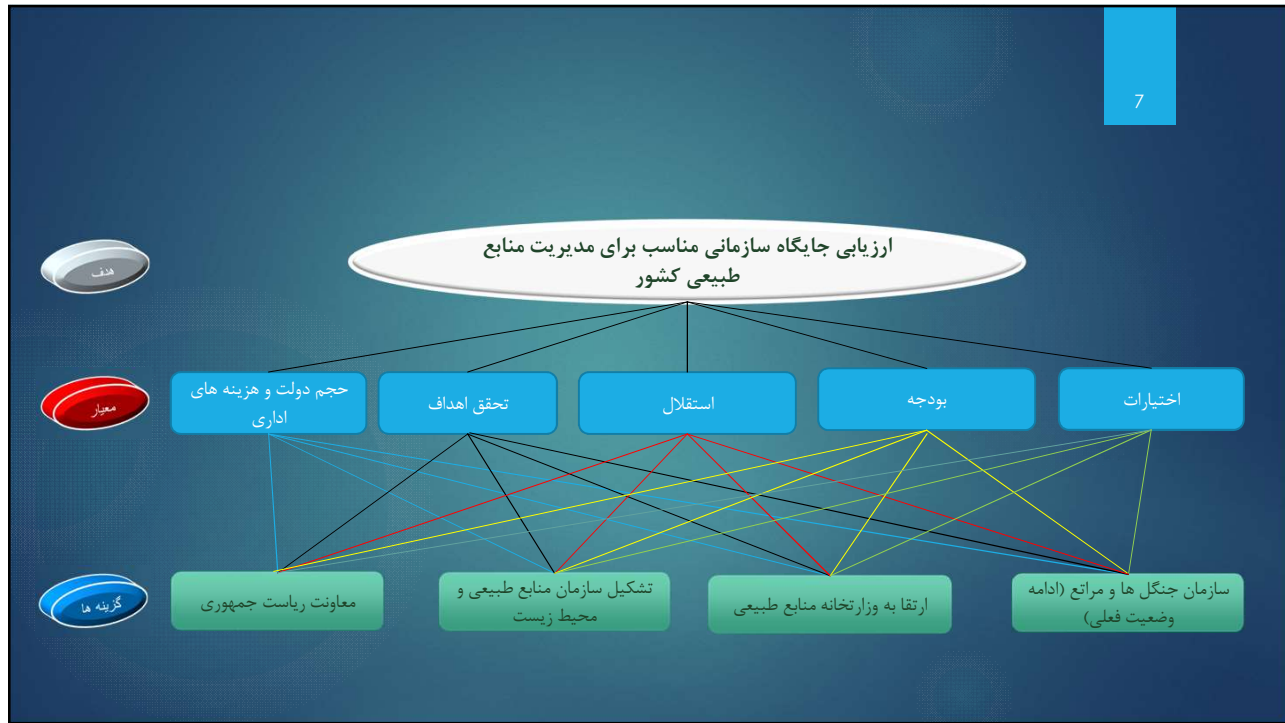 7
هدف
ارزیابی جایگاه سازمانی مناسب برای مدیریت منابع
طبیعی کشور
معیار
اختیارات
بودجه
استقلال
تحقق اهداف
حجم دولت و هزینه های
اداری
گزینه ها
سازمان جنگل ها و مراتع (ادامه
وضعیت فعلی)
ارتقا به وزارتخانه منابع طبیعی
تشکیل سازمان منابع طبیعی و
محیط زیست
معاونت ریاست جمهوری